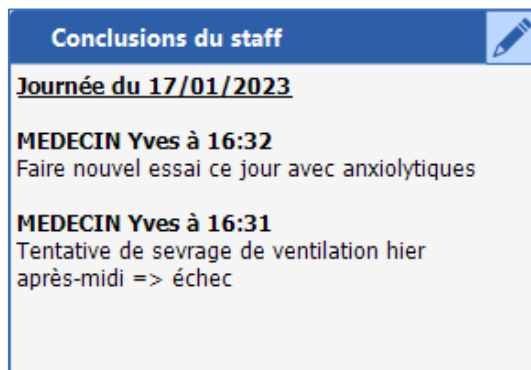 Conclusions du staff
Journée du 17/01/2023
MEDECIN Yves à 16:32
Faire nouvel essai ce jour avec anxiolytiques
MEDECIN Yves à 16:31
Tentative de sevrage de ventilation hier
après-midi => échec